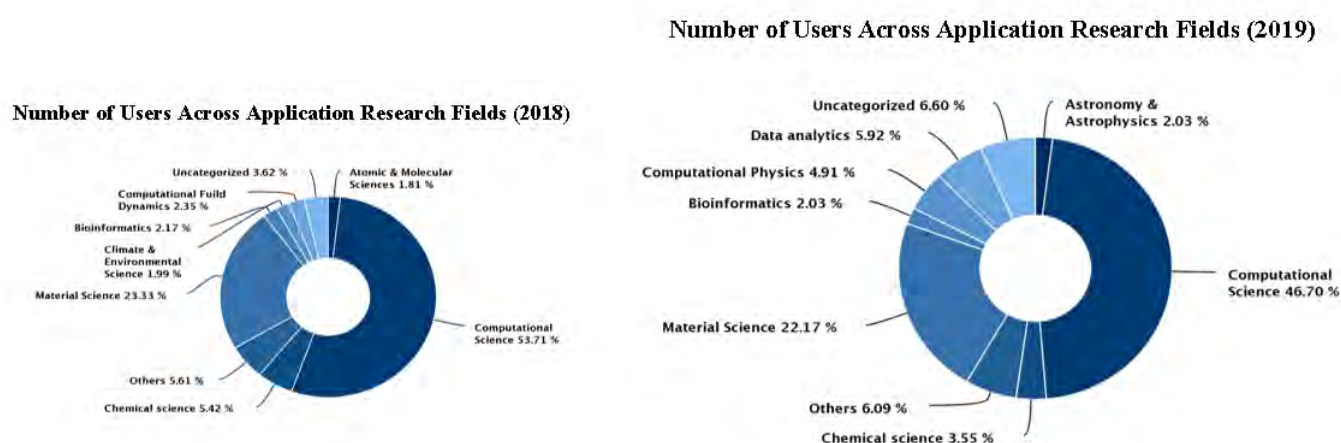 Number of Users Across Application Research Fields (2018)
Uncategorized 3.62 %
Atomic & Molecular
Sciences 1.81 %
Computational Fuild
Dynamics 2.35 %
Bioinformatics 2.17 %
Climate &
Environmental
Science 1.99 %
Material Science 23.33 %
Computational
Science 53.71 %
Others 5.61 %
Chemical science 5.42 %
Number of Users Across Application Research Fields (2019)
Uncategorized 6.60 %
Astronomy &
Astrophysics 2.03 %
Data analytics 5.92 %
Computational Physics 4.91 %
Bioinformatics 2.03 %
Computational
Science 46.70 %
Material Science 22.17 %
Others 6.09 %
Chemical science 3.55 %